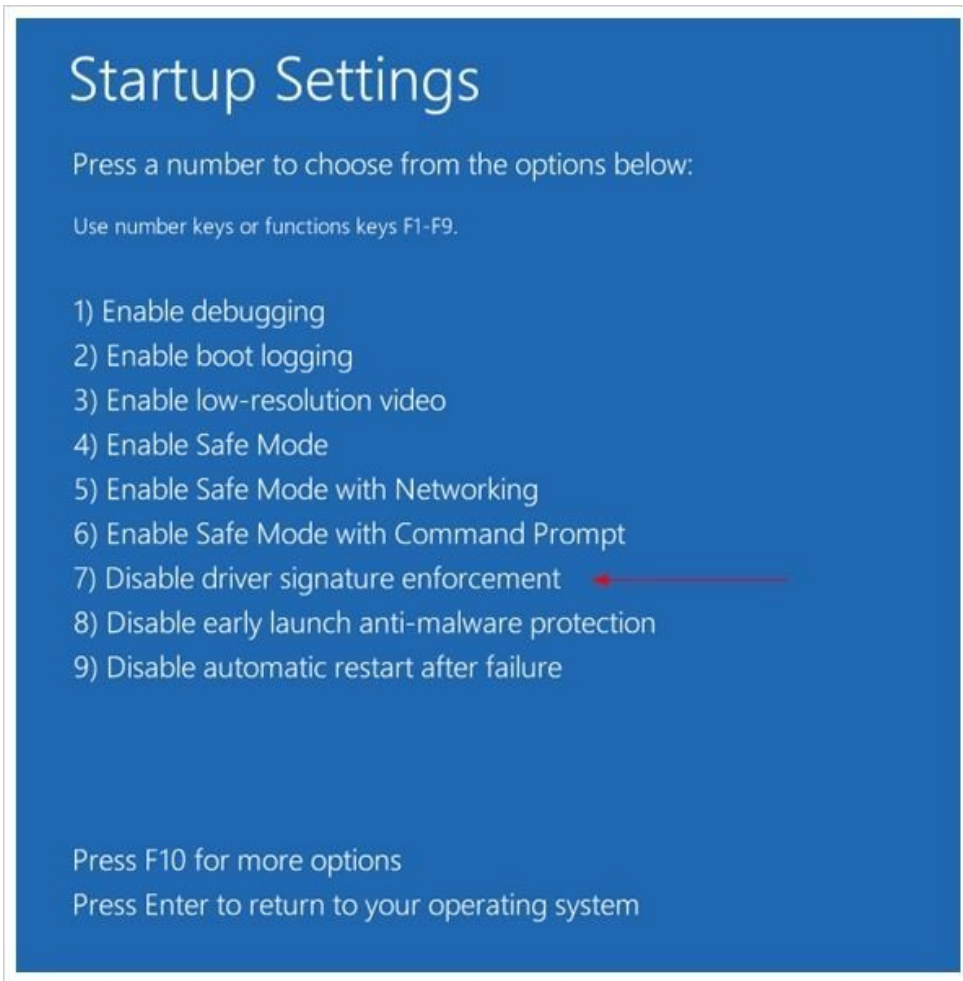 Startup Settings
Press a number to choose from the options below:
Use number keys or functions keys F1-F9.
1) Enable debugging
2) Enable boot logging
3) Enable low-resolution video
4) Enable Safe Mode
5) Enable Safe Mode with Networking
6) Enable Safe Mode with Command Prompt
7) Disable driver signature enforcement
8) Disable early launch anti-malware protection
9) Disable automatic restart after failure
Press F10 for more options
Press Enter to return to your operating system